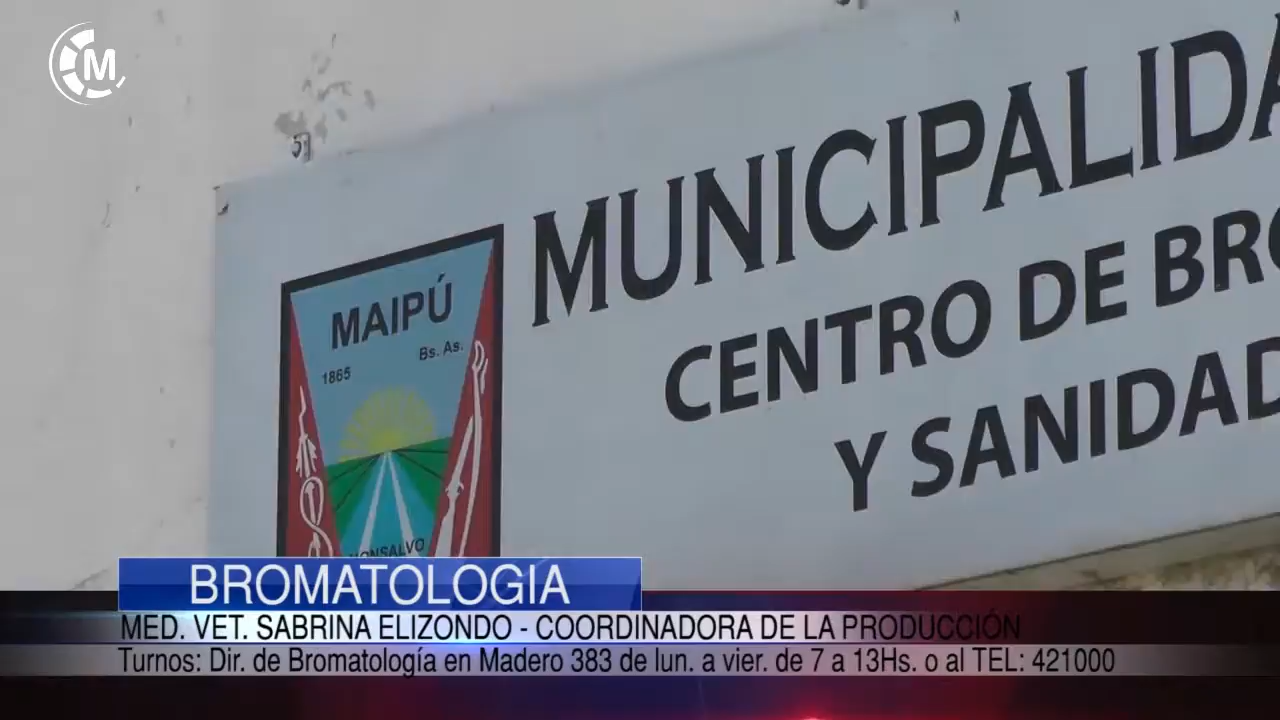 M
MUNICIPALIDA
CENTRO DE BRO
Y SANIDAD
MAIPÚ
Bs. As.
1865
MONSALVO
BROMATOLOGIA
MED. VET. SABRINA ELIZONDO - COORDINADORA DE LA PRODUCCIÓN
Turnos: Dir. de Bromatología en Madero 383 de lun. a vier. de 7 a 13Hs. o al TEL: 421000